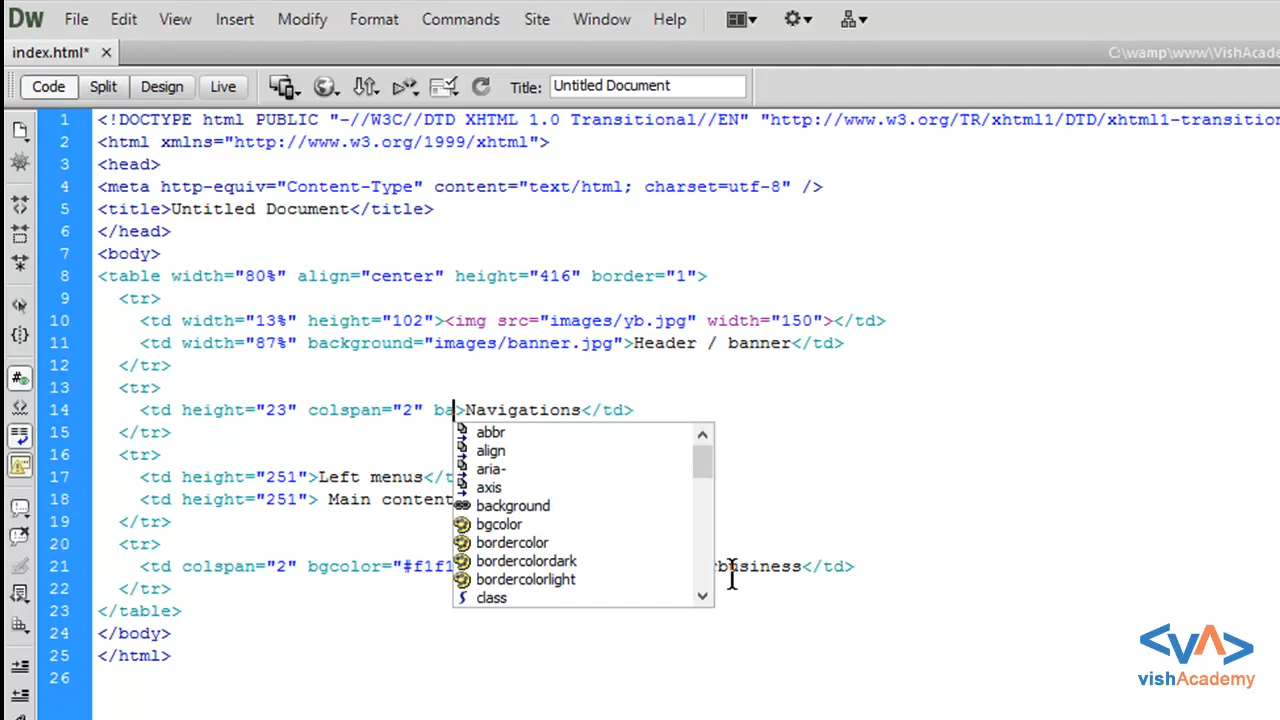 Dw File Edit View Insert Modify Format Commands Site Window Help
index.html* C:\wamp\www\VishAcade
Code Split Design Live Title: Untitled Document
1 <!DOCTYPE html PUBLIC "-//W3C//DTD XHTML 1.0 Transitional//EN" "http://www.w3.org/TR/xhtml1/DTD/xhtml1-transition
2 <html xmlns="http://www.w3.org/1999/xhtml">
3 <head>
4 <meta http-equiv="Content-Type" content="text/html; charset=utf-8" />
5 <title>Untitled Document</title>
6 </head>
7 <body>
8 <table width="80%" align="center" height="416" border="1">
9 <tr>
10 <td width="13%" height="102"><img src="images/yb.jpg" width="150"></td>
11 <td width="87%" background="images/banner.jpg">Header / banner</td>
12 </tr>
13 <tr>
14 <td height="23" colspan="2" ba>Navigations</td>
15 </tr>
16 <tr>
17 <td height="251">Left menus</t
18 <td height="251"> Main content
19 </tr>
20 <tr>
21 <td colspan="2" bgcolor="#f1f1 business</td>
22 </tr>
23 </table>
24 </body>
25 </html>
26
abbr
align
aria-
axis
background
bgcolor
bordercolor
bordercolordark
bordercolorlight
class
<VA>
vishAcademy